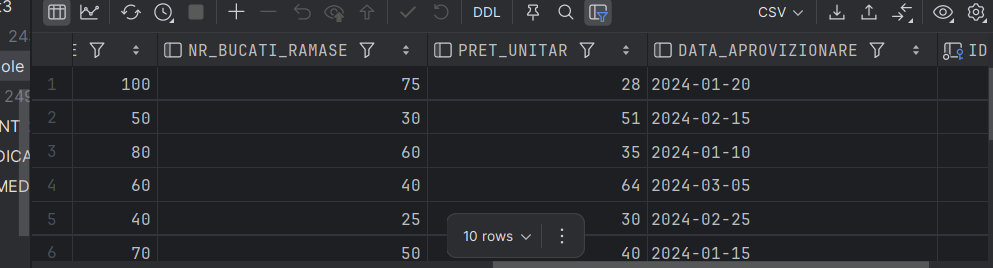 t3
DDL CSV
24
E NR_BUCATI_RAMASE PRET_UNITAR DATA_APROVIZIONARE ID
ole
1 100 75 28 2024-01-20
249
2 50 30 51 2024-02-15
NT
3 80 60 35 2024-01-10
DICA
4 60 40 64 2024-03-05
MED
5 40 25 30 2024-02-25
10 rows
6 70 50 40 2024-01-15